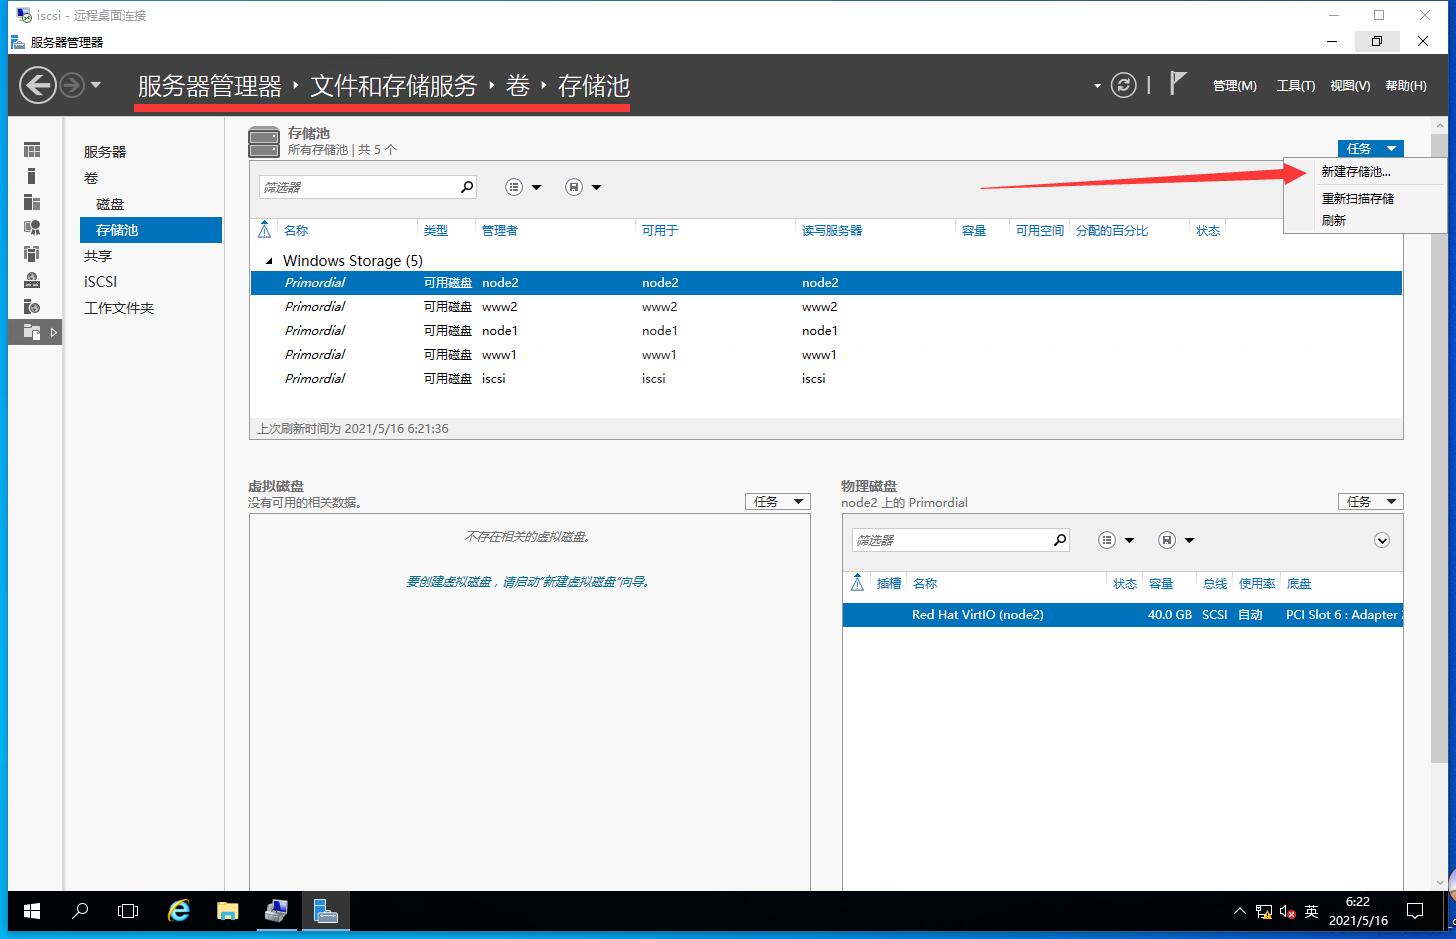 iscsi - 远程桌面连接
服务器管理器
服务器管理器 ‣ 文件和存储服务 ‣ 卷 ‣ 存储池
管理(M) 工具(T) 视图(V) 帮助(H)
服务器
卷
磁盘
存储池
共享
iSCSI
工作文件夹
存储池
所有存储池 | 共 5 个
任务
新建存储池...
重新扫描存储
刷新
筛选器
名称 类型 管理者 可用于 读写服务器 容量 可用空间 分配的百分比 状态
Windows Storage (5)
Primordial 可用磁盘 node2 node2 node2
Primordial 可用磁盘 www2 www2 www2
Primordial 可用磁盘 node1 node1 node1
Primordial 可用磁盘 www1 www1 www1
Primordial 可用磁盘 iscsi iscsi iscsi
上次刷新时间为 2021/5/16 6:21:36
虚拟磁盘
没有可用的相关数据。
任务
不存在相关的虚拟磁盘。
要创建虚拟磁盘，请启动“新建虚拟磁盘”向导。
物理磁盘
node2 上的 Primordial
任务
筛选器
插槽 名称 状态 容量 总线 使用率 底盘
Red Hat VirtIO (node2) 40.0 GB SCSI 自动 PCI Slot 6 : Adapter
英
6:22
2021/5/16